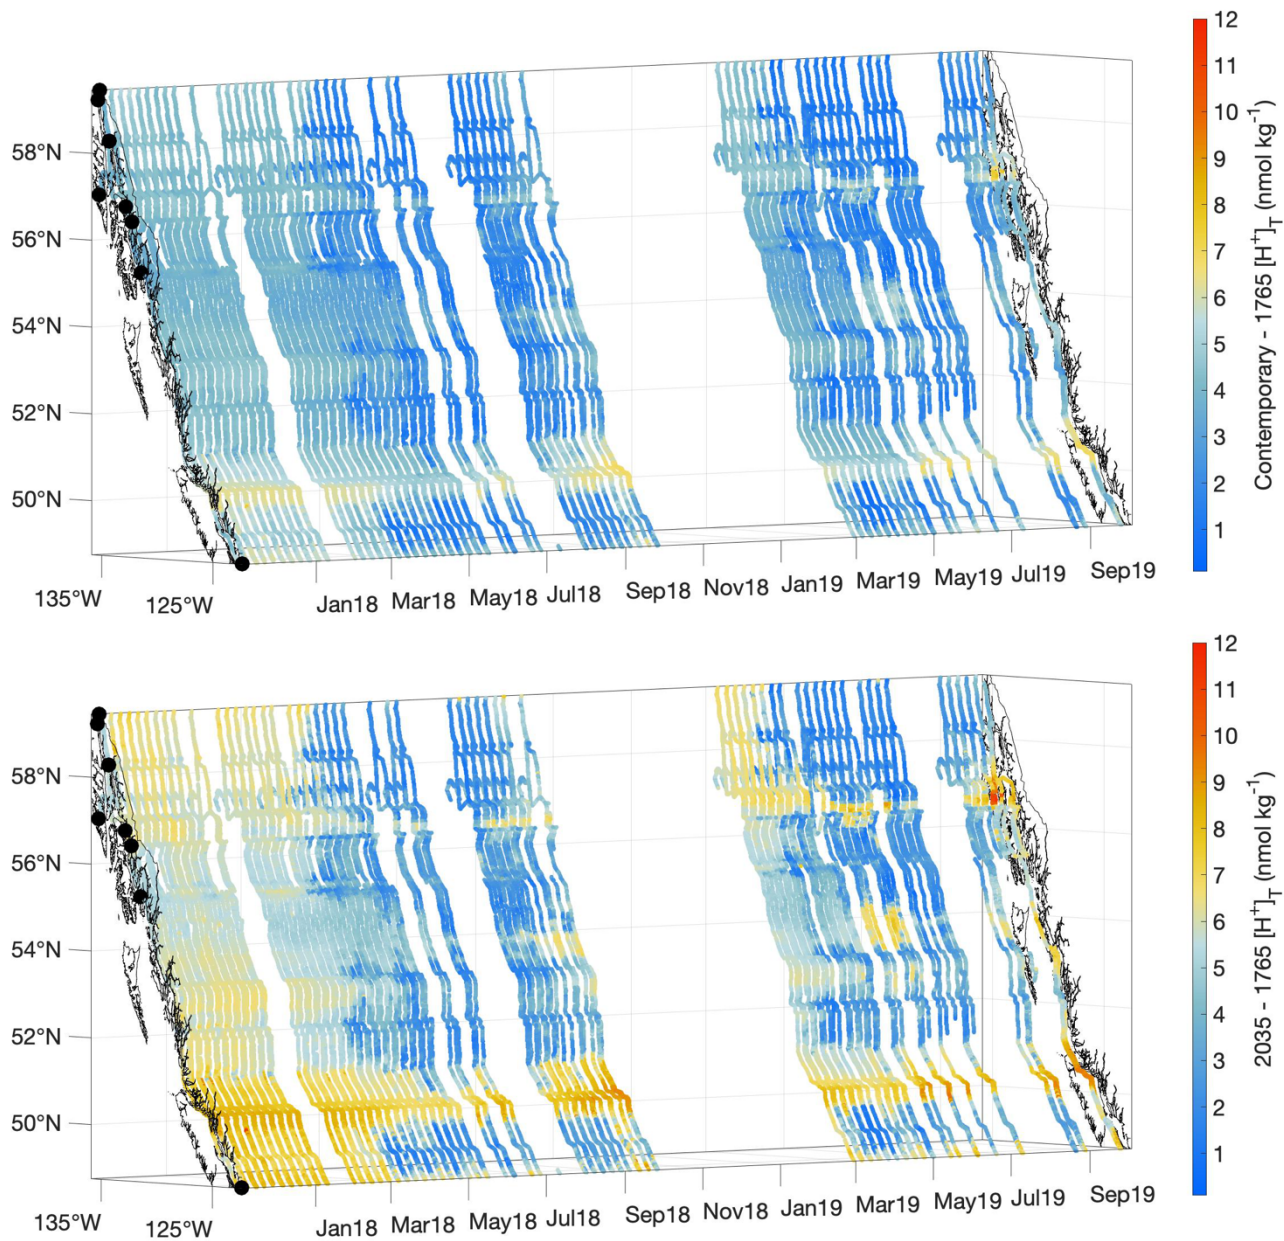 12
11
10
9
8
7
6
5
4
3
2
1
Contemporary - 1765 [H⁺]T (nmol kg⁻¹)
58°N
56°N
54°N
52°N
50°N
135°W 125°W Jan18 Mar18 May18 Jul18 Sep18 Nov18 Jan19 Mar19 May19 Jul19 Sep19
12
11
10
9
8
7
6
5
4
3
2
1
2035 - 1765 [H⁺]T (nmol kg⁻¹)
58°N
56°N
54°N
52°N
50°N
135°W 125°W Jan18 Mar18 May18 Jul18 Sep18 Nov18 Jan19 Mar19 May19 Jul19 Sep19